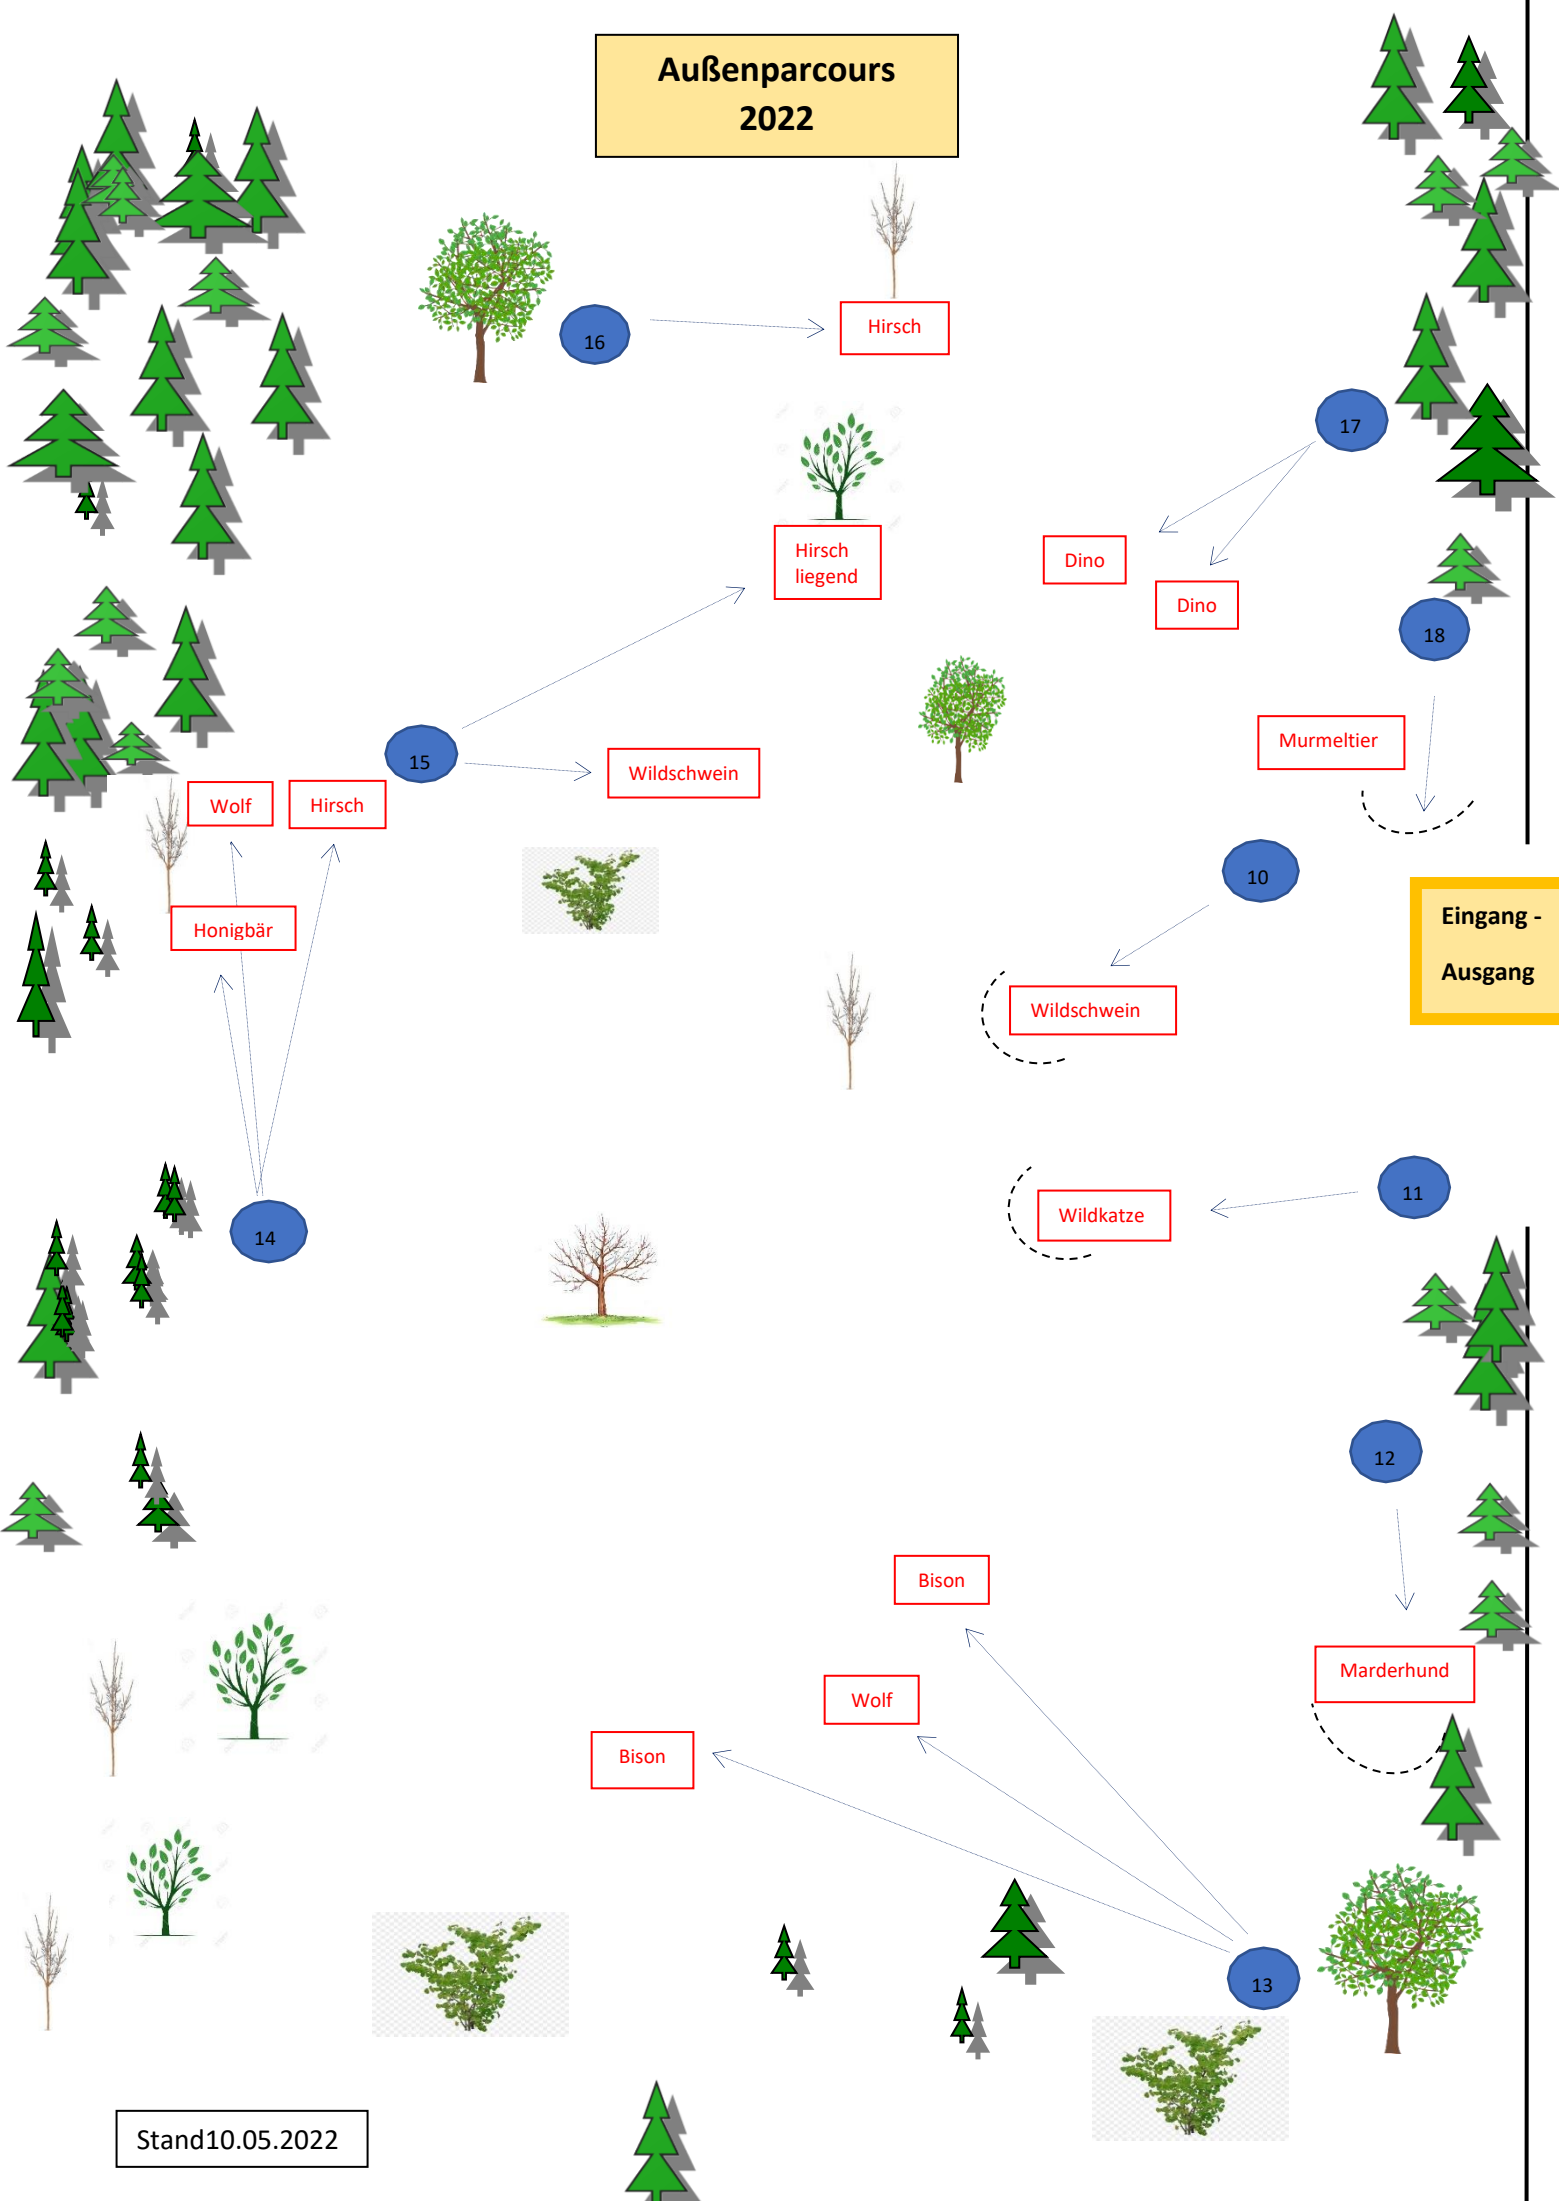 Außenparcours
2022
16
Hirsch
17
Hirsch
liegend
Dino
Dino
18
Murmeltier
15
Wildschwein
Wolf
Hirsch
10
Honigbär
Eingang -
Ausgang
Wildschwein
11
Wildkatze
14
12
Bison
Marderhund
Wolf
Bison
13
Stand10.05.2022